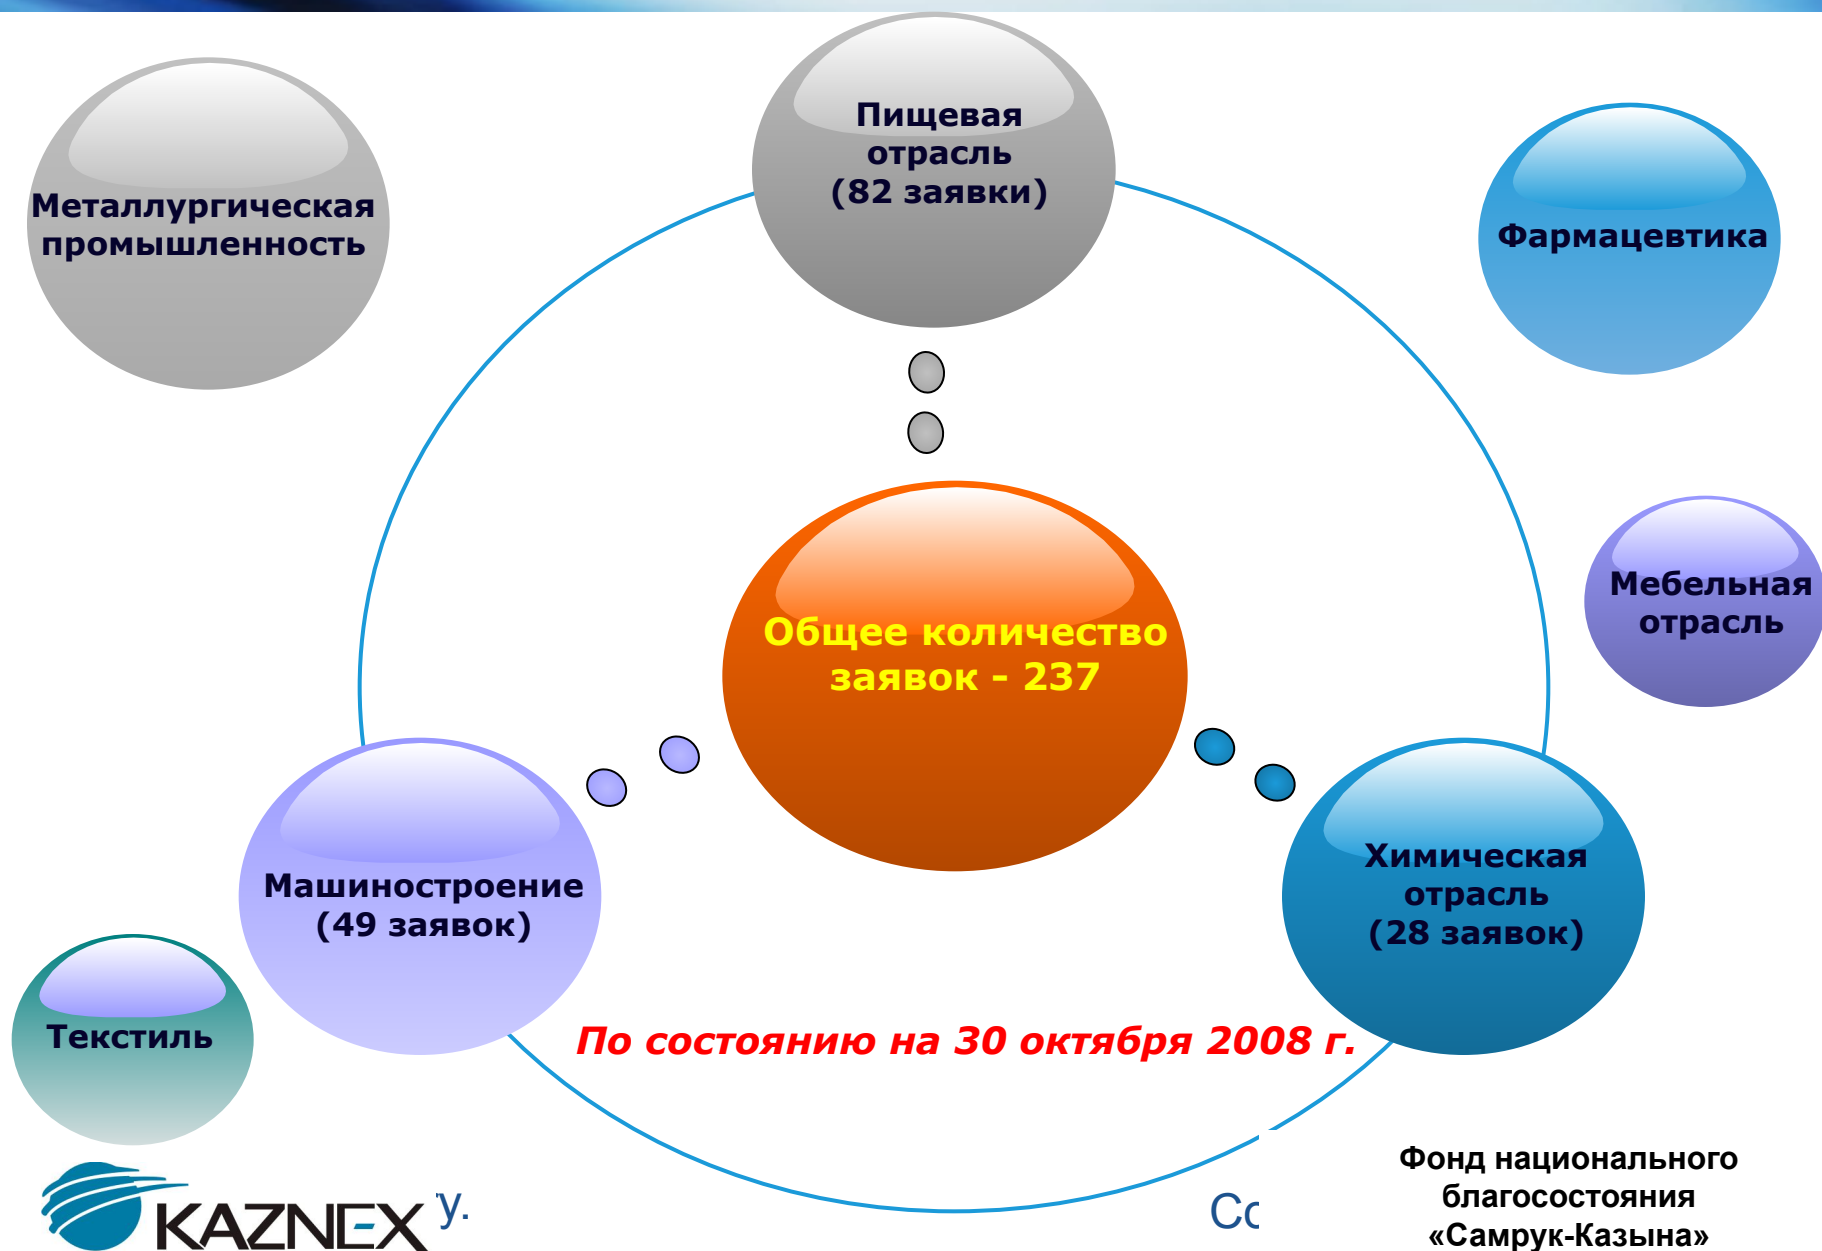 Пищевая
отрасль
(82 заявки)
Металлургическая
промышленность
Фармацевтика
Мебельная
отрасль
Общее количество
заявок – 237
Машиностроение
(49 заявок)
Химическая
отрасль
(28 заявок)
Текстиль
По состоянию на 30 октября 2008 г.
KAZNEX
Фонд национального
благосостояния
«Самрук-Казына»